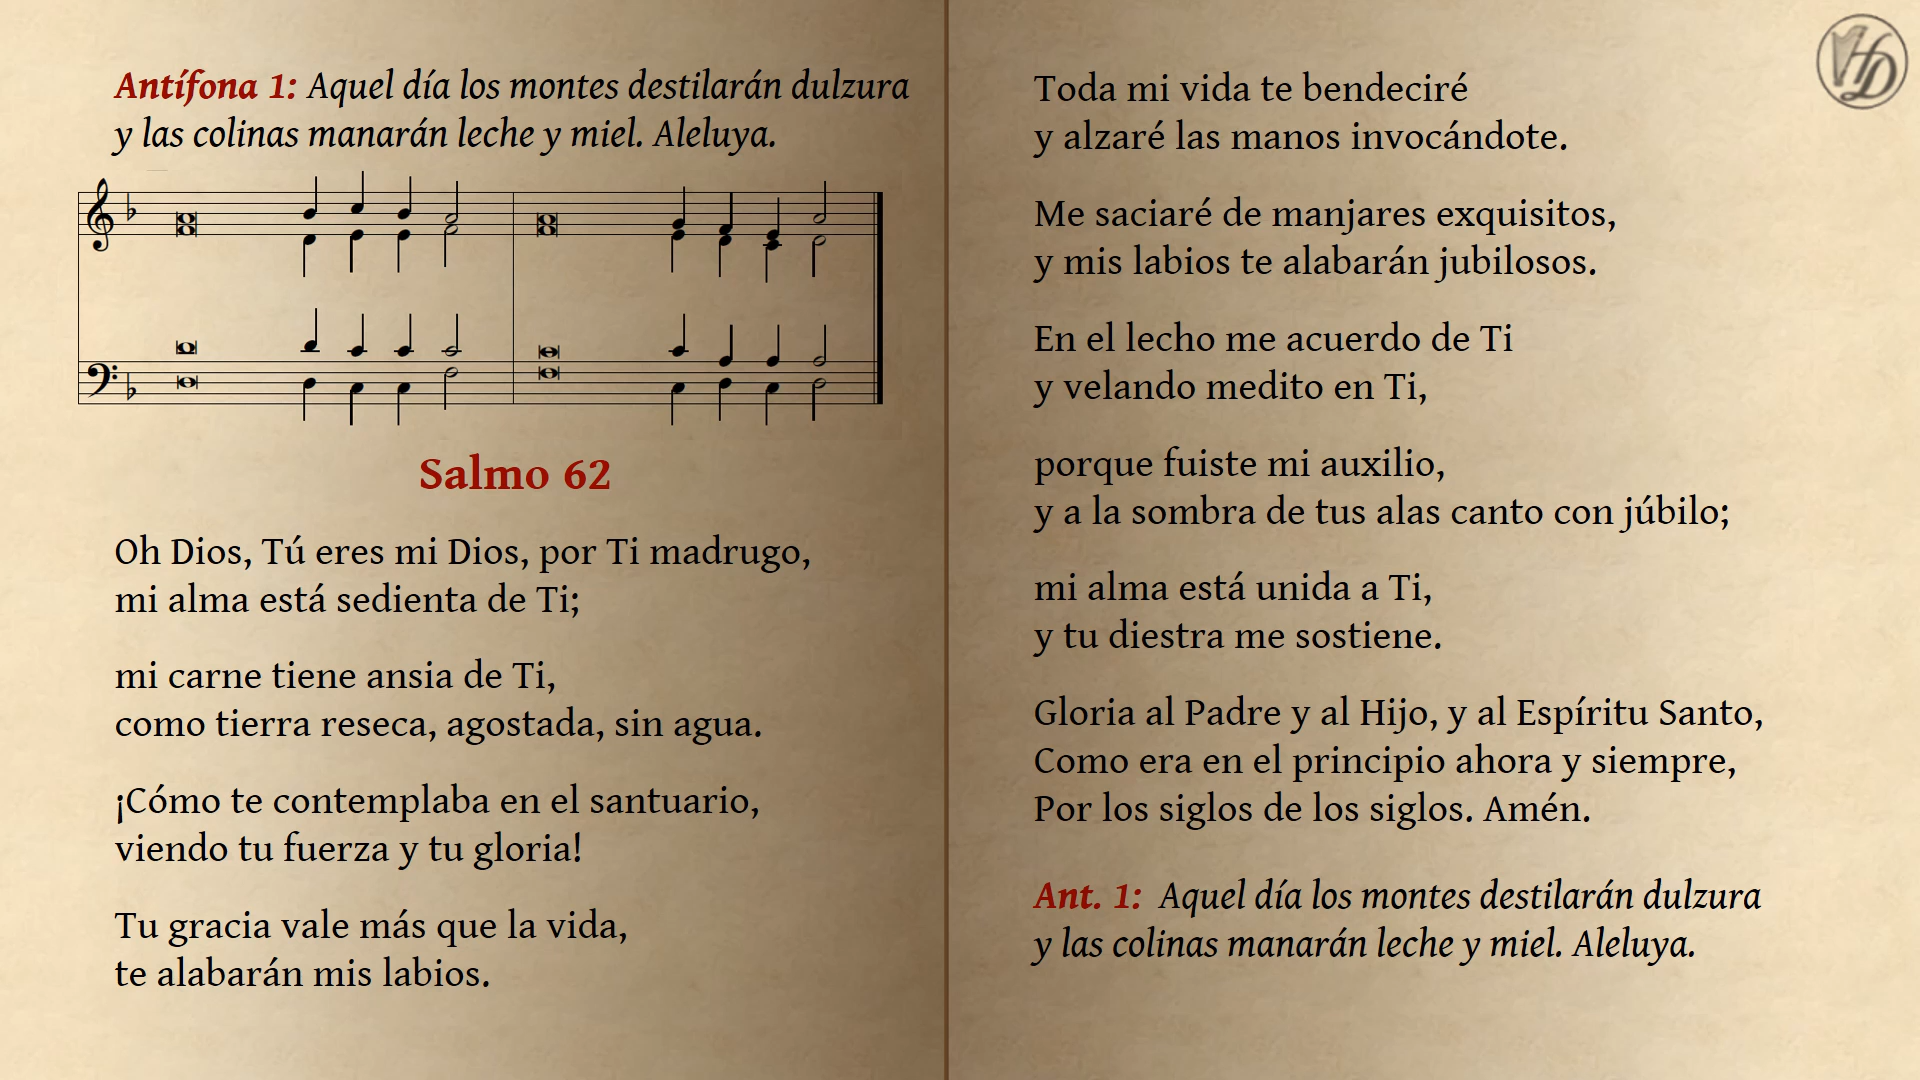 Antífona 1: Aquel día los montes destilarán dulzura
y las colinas manarán leche y miel. Aleluya.
Salmo 62
Oh Dios, Tú eres mi Dios, por Ti madrugo,
mi alma está sedienta de Ti;
mi carne tiene ansia de Ti,
como tierra reseca, agostada, sin agua.
¡Cómo te contemplaba en el santuario,
viendo tu fuerza y tu gloria!
Tu gracia vale más que la vida,
te alabarán mis labios.
Toda mi vida te bendeciré
y alzaré las manos invocándote.
Me saciaré de manjares exquisitos,
y mis labios te alabarán jubilosos.
En el lecho me acuerdo de Ti
y velando medito en Ti,
porque fuiste mi auxilio,
y a la sombra de tus alas canto con júbilo;
mi alma está unida a Ti,
y tu diestra me sostiene.
Gloria al Padre y al Hijo, y al Espíritu Santo,
Como era en el principio ahora y siempre,
Por los siglos de los siglos. Amén.
Ant. 1: Aquel día los montes destilarán dulzura
y las colinas manarán leche y miel. Aleluya.
HD